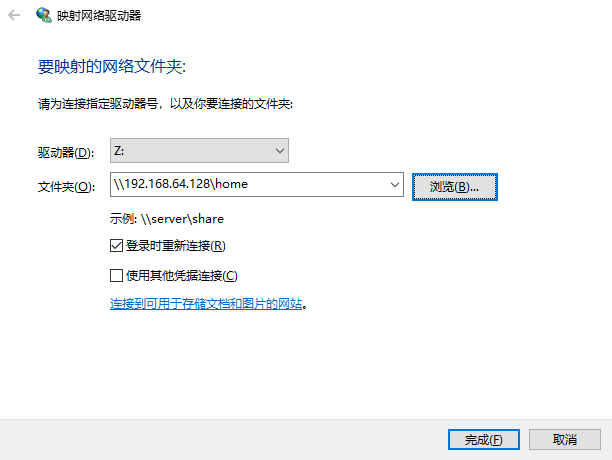 映射网络驱动器
要映射的网络文件夹:
请为连接指定驱动器号，以及你要连接的文件夹:
驱动器(D): Z:
文件夹(O): \\192.168.64.128\home 浏览(B)...
示例: \\server\share
登录时重新连接(R)
使用其他凭据连接(C)
连接到可用于存储文档和图片的网站。
完成(F) 取消